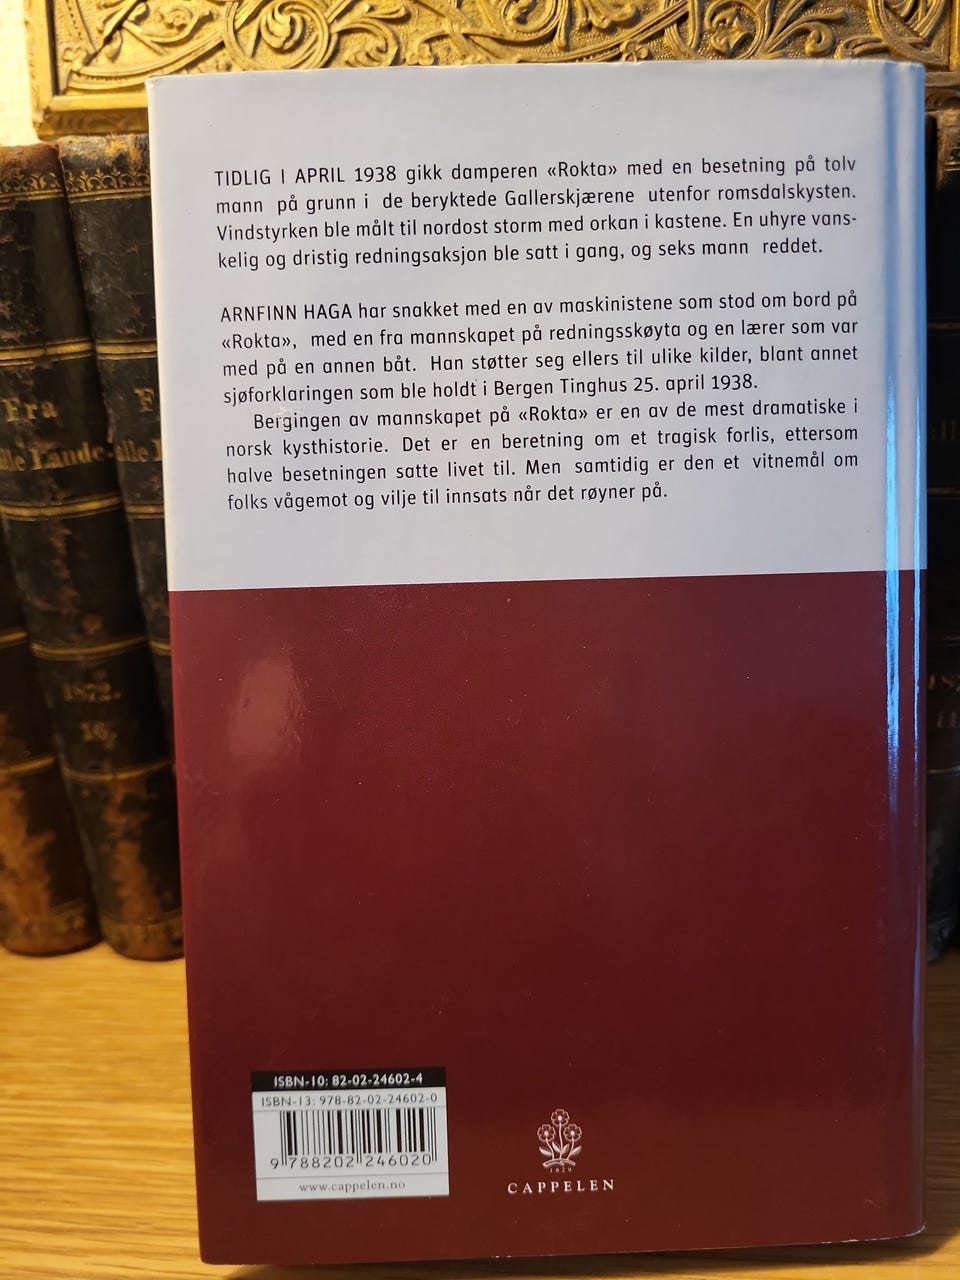 TIDLIG I APRIL 1938 gikk damperen «Rokta» med en besetning på tolv
mann på grunn i de beryktede Gallerskjærene utenfor romsdalskysten.
Vindstyrken ble målt til nordost storm med orkan i kastene. En uhyre vans-
kelig og dristig redningsaksjon ble satt i gang, og seks mann reddet.
ARNFINN HAGA har snakket med en av maskinistene som stod om bord på
«Rokta», med en fra mannskapet på redningsskøyta og en lærer som var
med på en annen båt. Han støtter seg ellers til ulike kilder, blant annet
sjøforklaringen som ble holdt i Bergen Tinghus 25. april 1938.
Bergingen av mannskapet på «Rokta» er en av de mest dramatiske i
norsk kysthistorie. Det er en beretning om et tragisk forlis, ettersom
halve besetningen satte livet til. Men samtidig er den et vitnemål om
folks vågemot og vilje til innsats når det røyner på.
Fra
alle Lande.
1872.
16
ISBN-10: 82-02-24602-4
ISBN-13: 978-82-02-24602-0
9 788202 246020
www.cappelen.no
1829
CAPPELEN